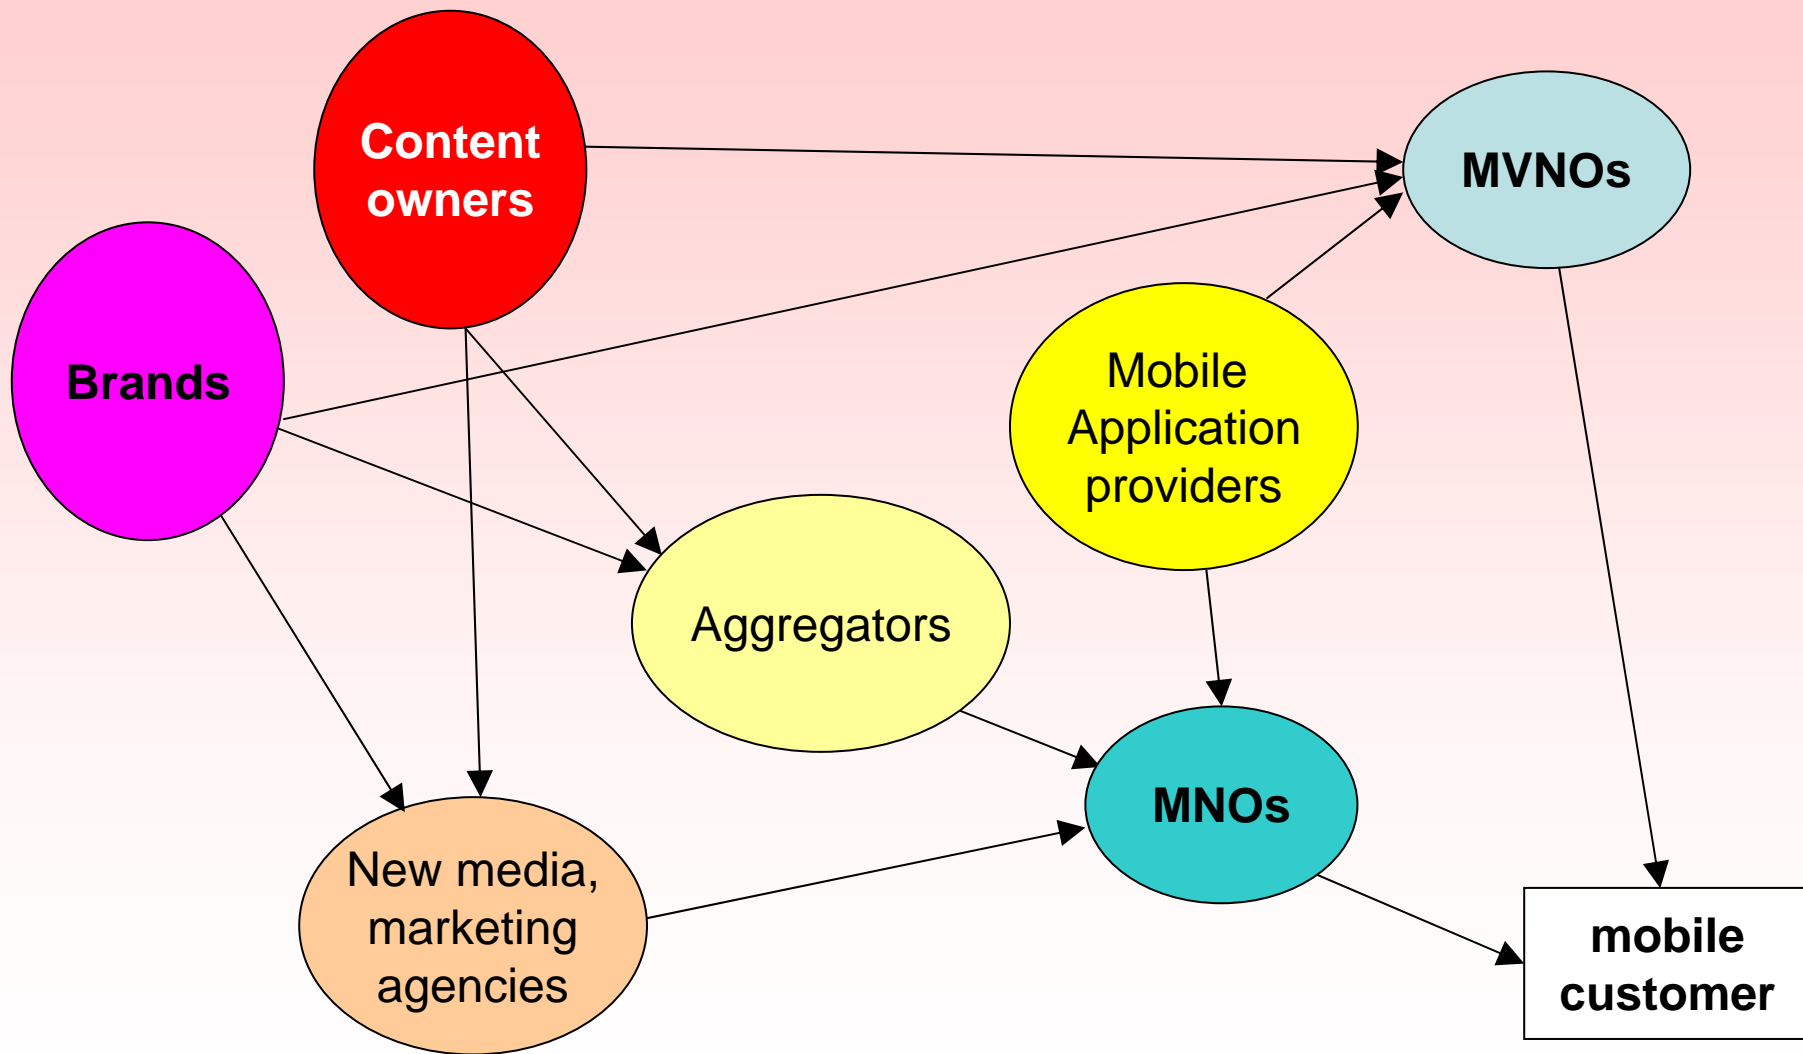 Content
owners
MVNOs
Brands
Mobile
Application
providers
Aggregators
MNOs
New media,
marketing
agencies
mobile
customer